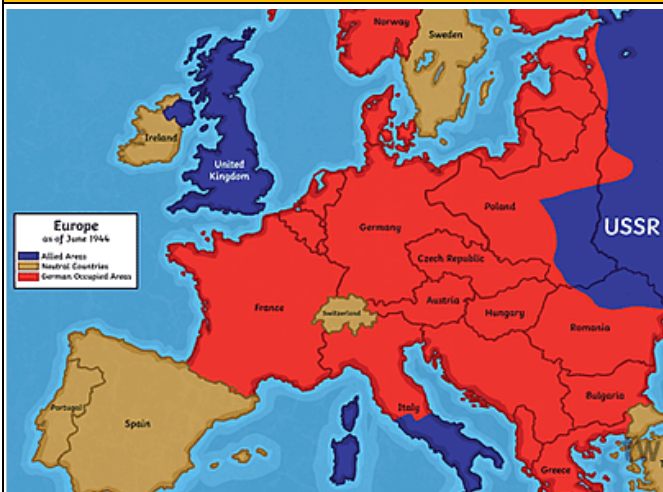 Norway
Sweden
Ireland
United
Kingdom
USSR
Europe
as of June 1944
Allied Areas
Neutral Countries
German Occupied Areas
Germany
Poland
Czech Republic
France
Switzerland
Austria
Hungary
Romania
Portugal
Spain
Italy
Bulgaria
Greece